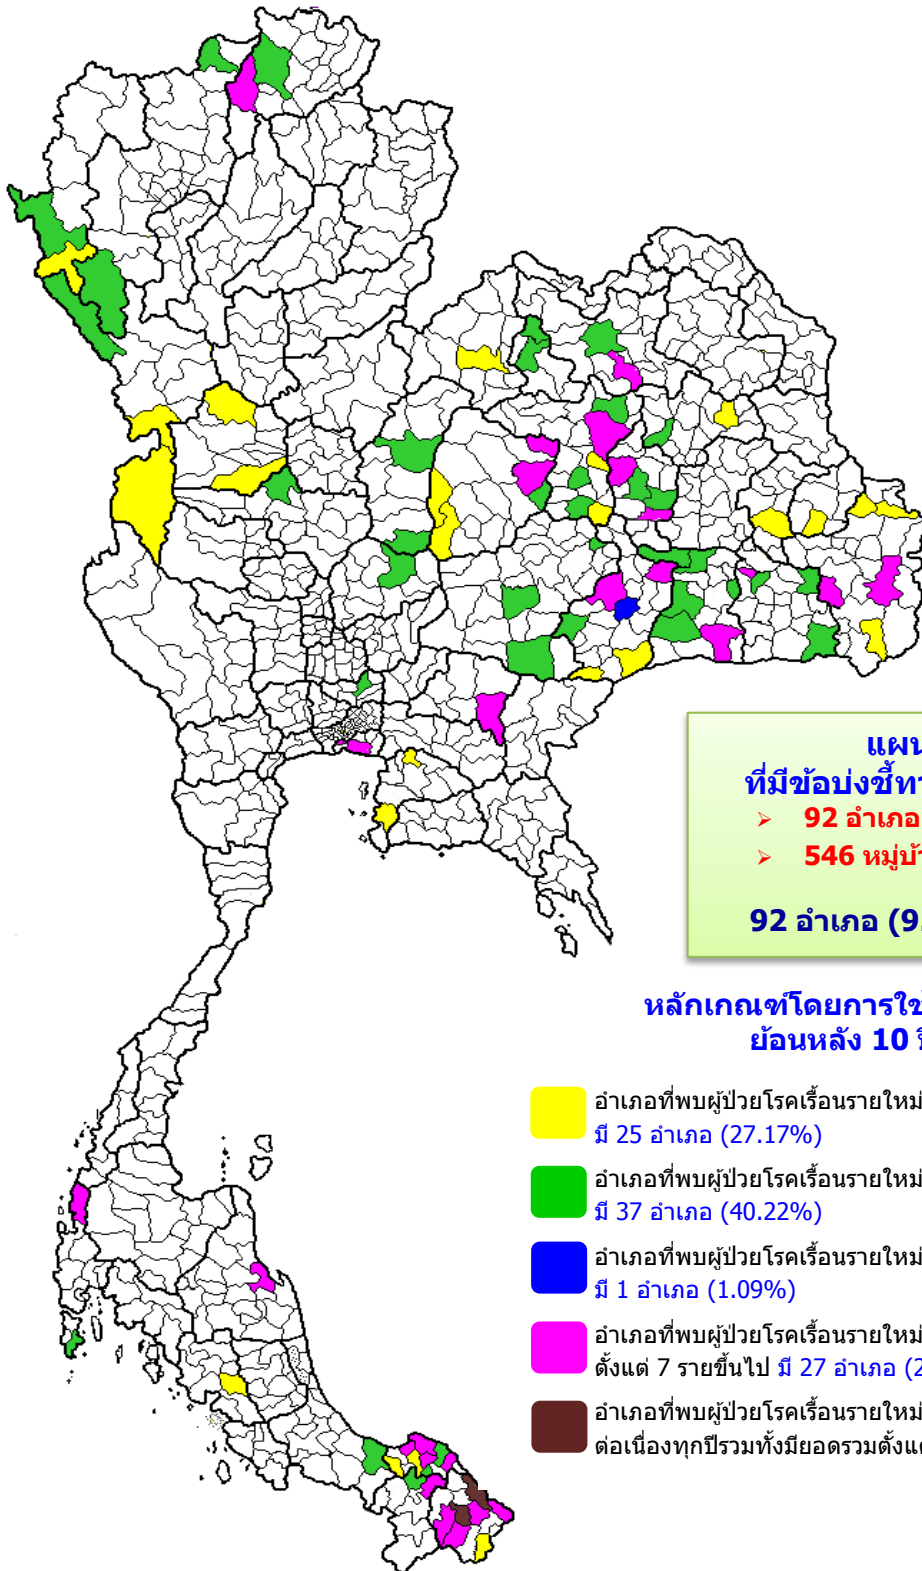 แผน
ที่มีข้อบ่งชี้ทา
➢ 92 อำเภอ
➢ 546 หมู่บ้า
92 อำเภอ (9
หลักเกณฑ์โดยการใช้
ย้อนหลัง 10 ปี
อำเภอที่พบผู้ป่วยโรคเรื้อนรายใหม่
มี 25 อำเภอ (27.17%)
อำเภอที่พบผู้ป่วยโรคเรื้อนรายใหม่
มี 37 อำเภอ (40.22%)
อำเภอที่พบผู้ป่วยโรคเรื้อนรายใหม่
มี 1 อำเภอ (1.09%)
อำเภอที่พบผู้ป่วยโรคเรื้อนรายใหม่
ตั้งแต่ 7 รายขึ้นไป มี 27 อำเภอ (2
อำเภอที่พบผู้ป่วยโรคเรื้อนรายใหม่
ต่อเนื่องทุกปีรวมทั้งมียอดรวมตั้งแต่